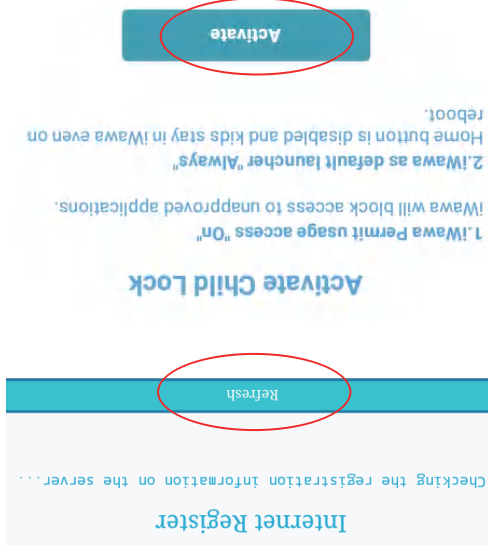 Internet Register
Checking the registration information on the server...
Refresh
Activate Child Lock
1.iWawa Permit usage access "On"
iWawa will block access to unapproved applications.
2.iWawa as default launcher "Always"
Home button is disabled and kids stay in iWawa even on
reboot.
Activate